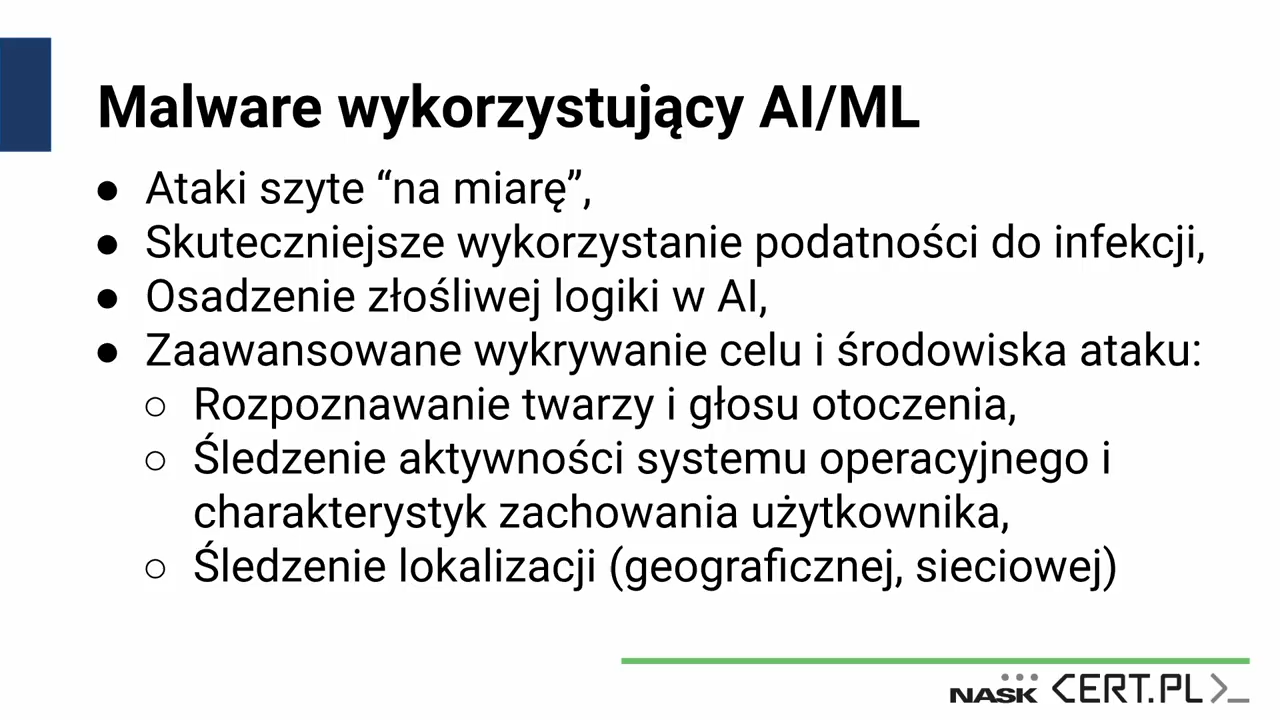 Malware wykorzystujący AI/ML
● Ataki szyte “na miarę”,
● Skuteczniejsze wykorzystanie podatności do infekcji,
● Osadzenie złośliwej logiki w AI,
● Zaawansowane wykrywanie celu i środowiska ataku:
○ Rozpoznawanie twarzy i głosu otoczenia,
○ Śledzenie aktywności systemu operacyjnego i
charakterystyk zachowania użytkownika,
○ Śledzenie lokalizacji (geograficznej, sieciowej)
NASK CERT.PL>_